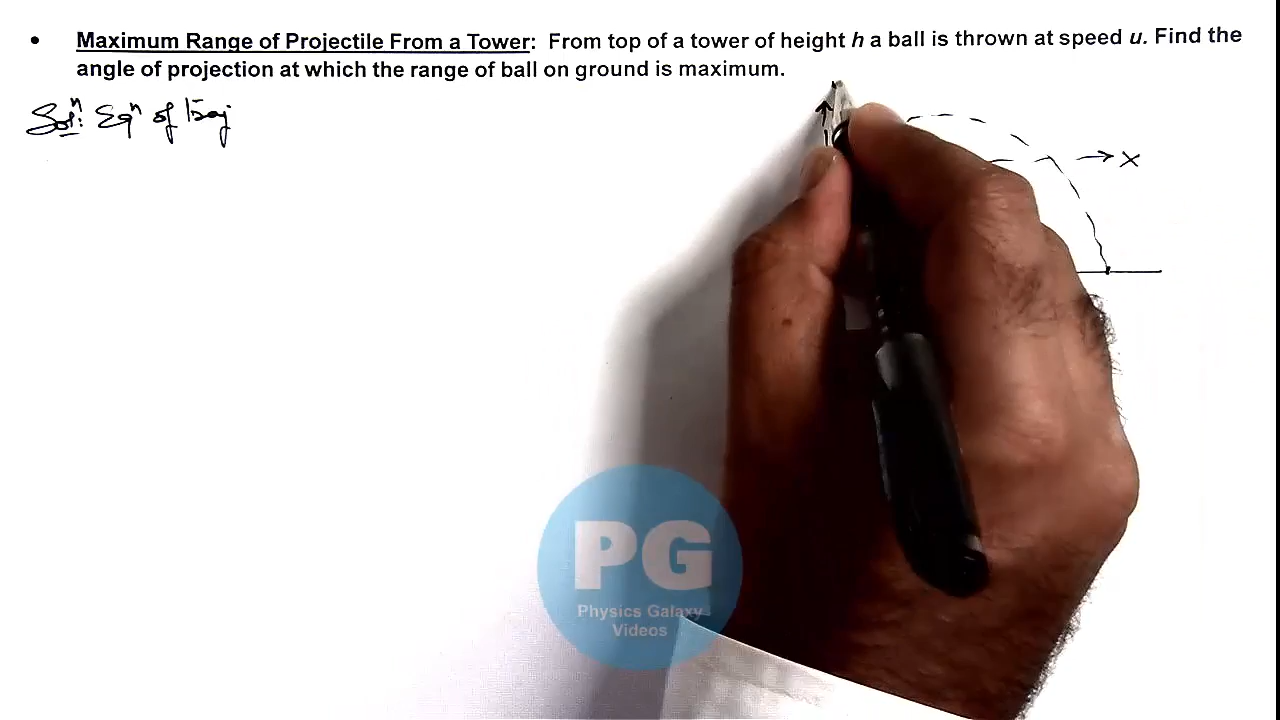 • Maximum Range of Projectile From a Tower: From top of a tower of height h a ball is thrown at speed u. Find the
angle of projection at which the range of ball on ground is maximum.
Solⁿ: Eqⁿ of Traj
→ X
PG
Physics Galaxy
Videos